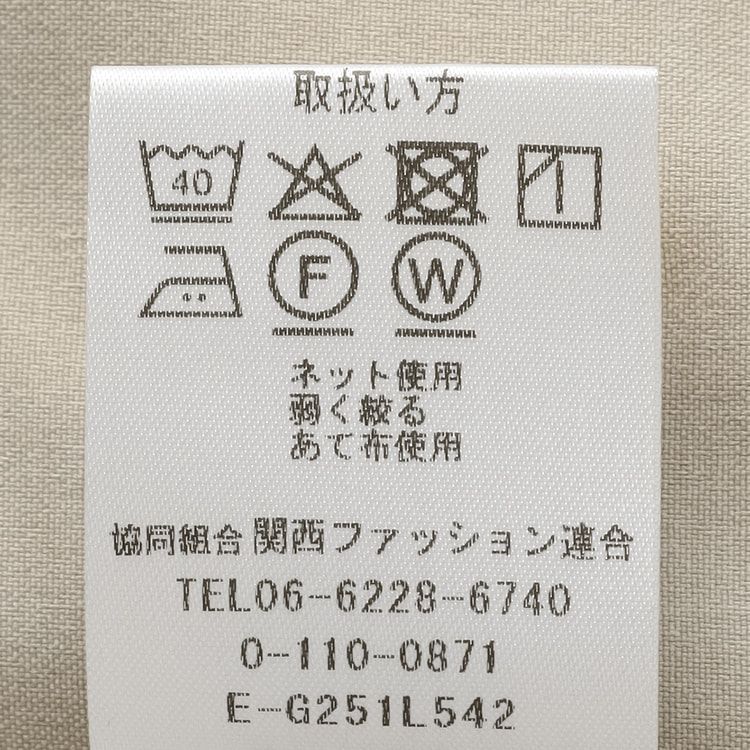 取扱い方
40
F W
ネット使用
弱く絞る
あて布使用
協同組合 関西ファッション連合
TEL06-6228-6740
0-110-0871
E-G251L542